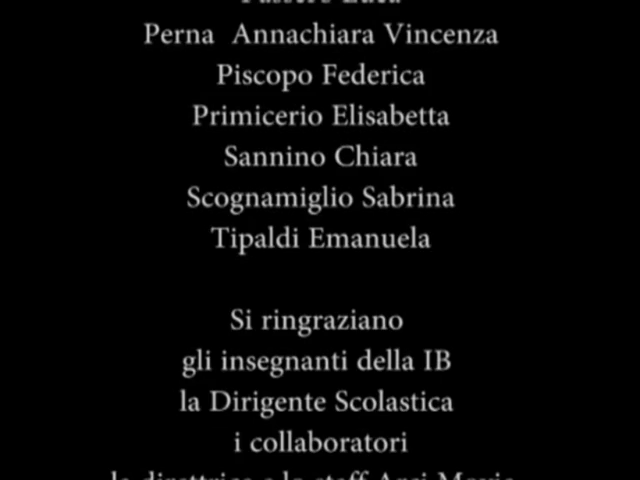 Perna Annachiara Vincenza
Piscopo Federica
Primicerio Elisabetta
Sannino Chiara
Scognamiglio Sabrina
Tipaldi Emanuela
Si ringraziano
gli insegnanti della IB
la Dirigente Scolastica
i collaboratori